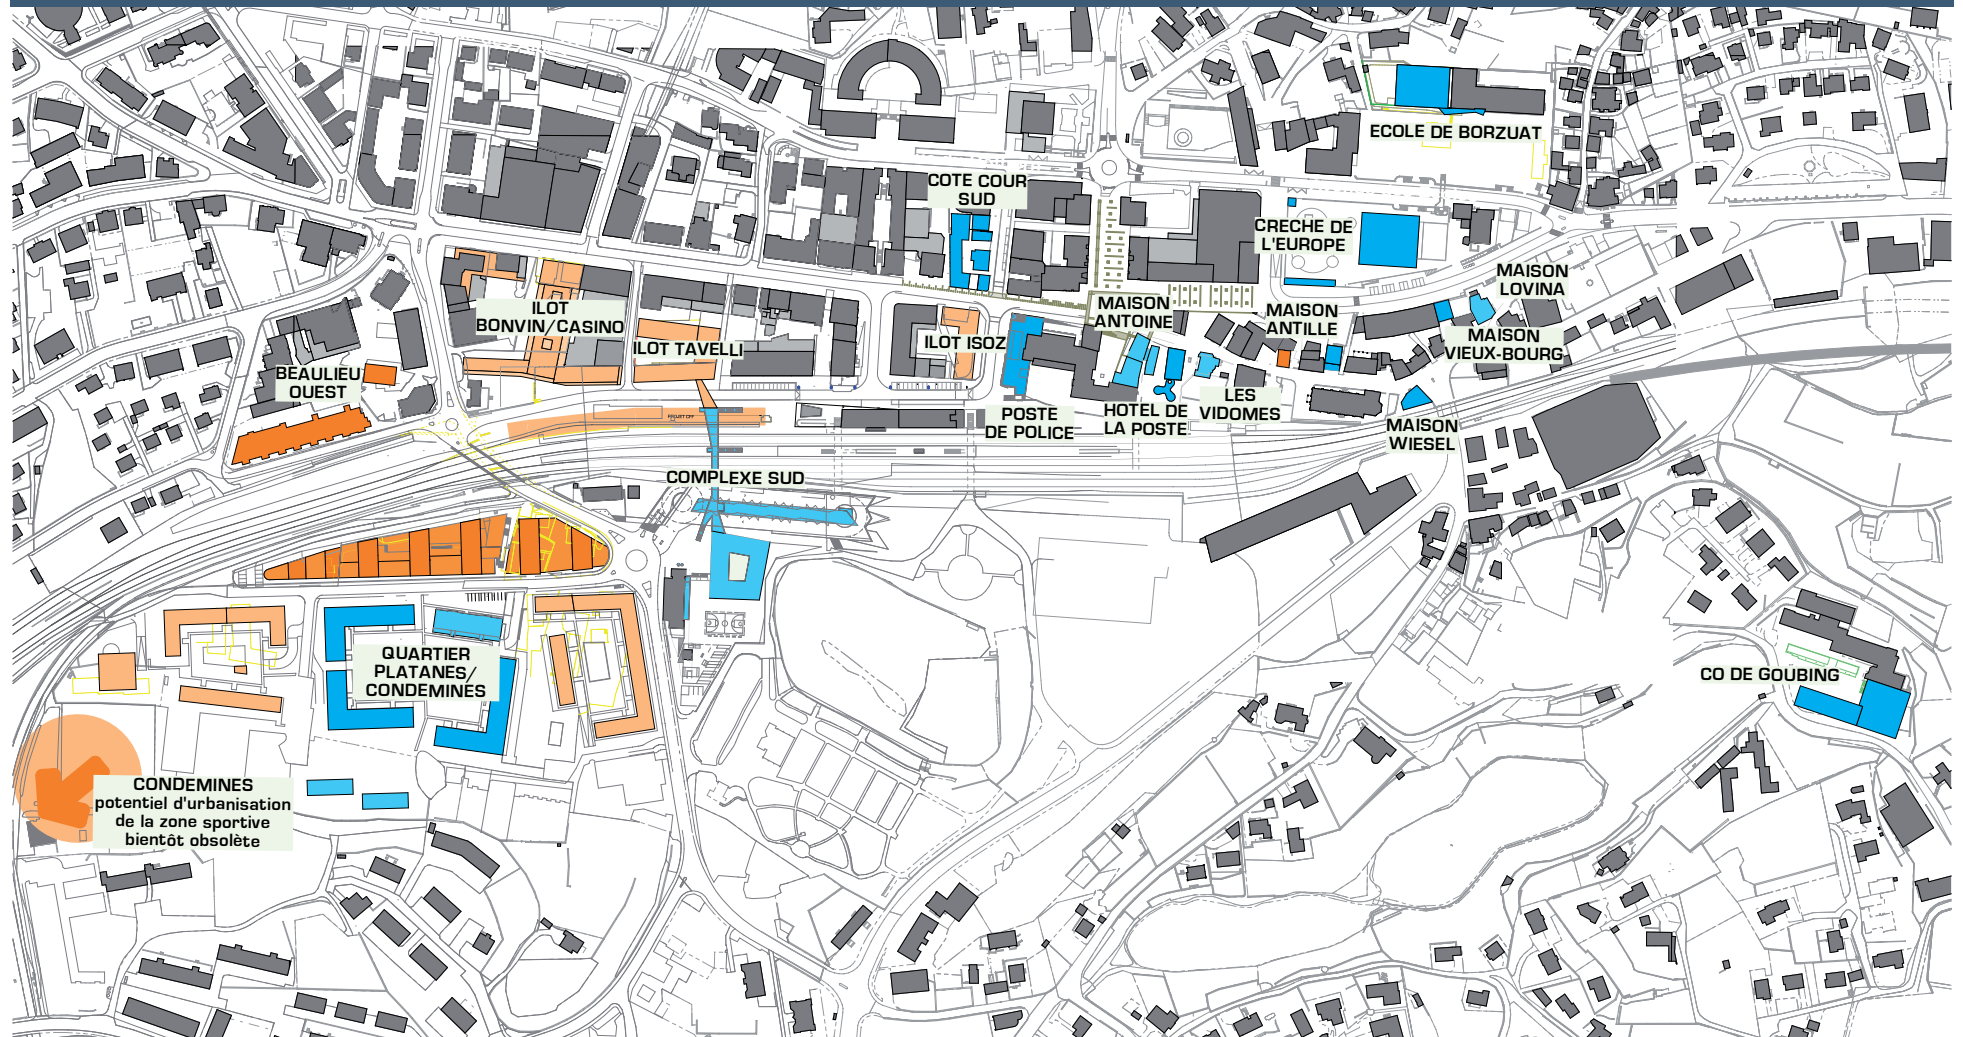 ECOLE DE BORZUAT
COTE COUR
SUD
CRECHE DE
L'EUROPE
MAISON
LOVINA
MAISON
ANTOINE
MAISON
ANTILLE
ILOT
BONVIN/CASINO
ILOT TAVELLI
ILOT ISOZ
MAISON
VIEUX-BOURG
BEAULIEU
OUEST
LES
VIDOMES
POSTE
DE POLICE
HOTEL DE
LA POSTE
PROJET CFF
MAISON
WIESEL
COMPLEXE SUD
QUARTIER
PLATANES/
CONDEMINES
CO DE GOUBING
CONDEMINES
potentiel d'urbanisation
de la zone sportive
bientôt obsolète